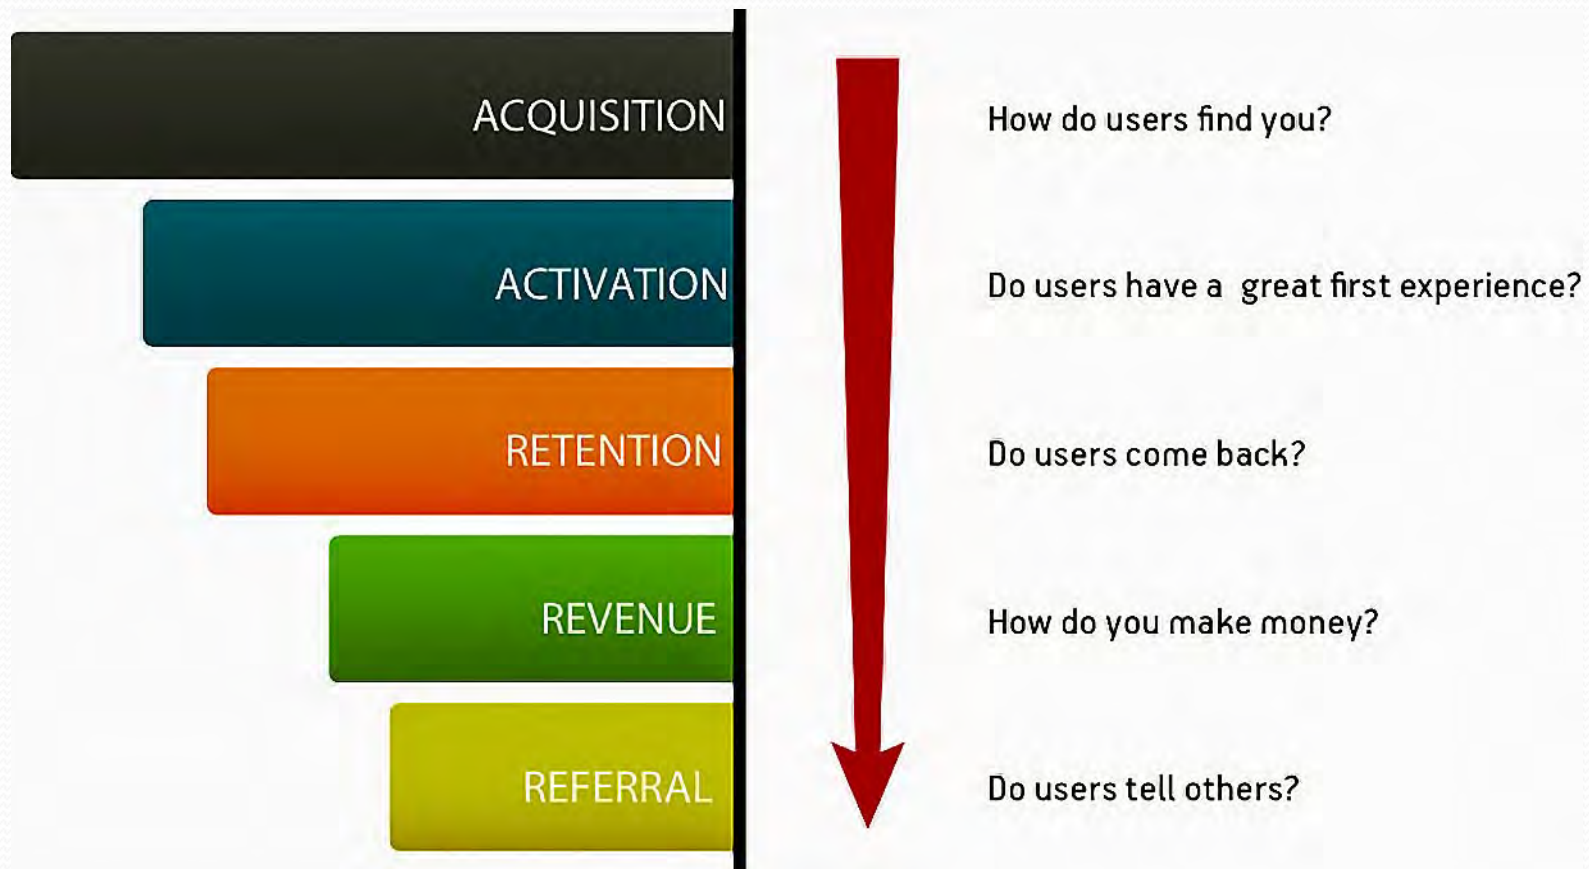 ACQUISITION
How do users find you?
ACTIVATION
Do users have a great first experience?
RETENTION
Do users come back?
REVENUE
How do you make money?
REFERRAL
Do users tell others?